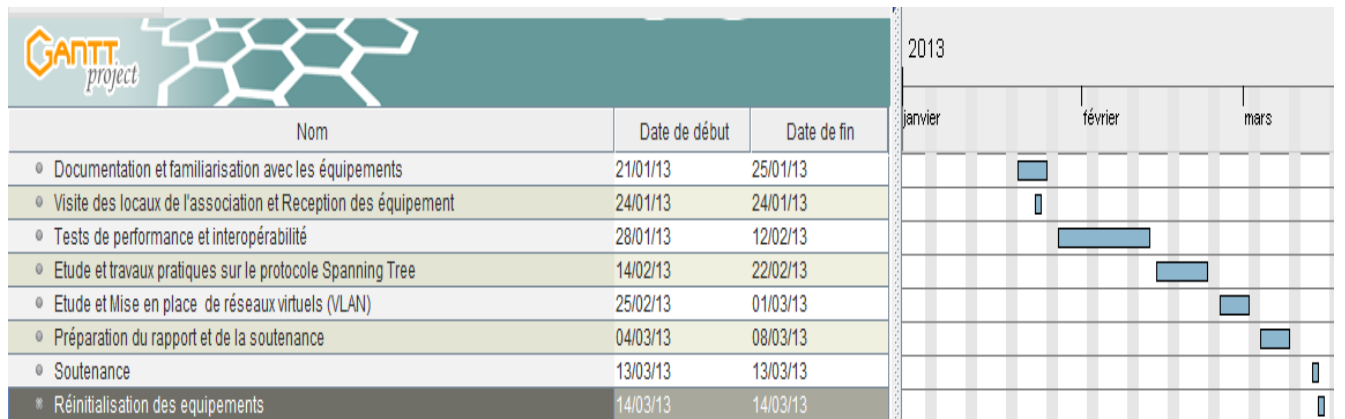 GANTT
project
2013
janvier février mars
Nom Date de début Date de fin
Documentation et familiarisation avec les équipements 21/01/13 25/01/13
Visite des locaux de l'association et Reception des équipement 24/01/13 24/01/13
Tests de performance et interopérabilité 28/01/13 12/02/13
Etude et travaux pratiques sur le protocole Spanning Tree 14/02/13 22/02/13
Etude et Mise en place de réseaux virtuels (VLAN) 25/02/13 01/03/13
Préparation du rapport et de la soutenance 04/03/13 08/03/13
Soutenance 13/03/13 13/03/13
Réinitialisation des equipements 14/03/13 14/03/13